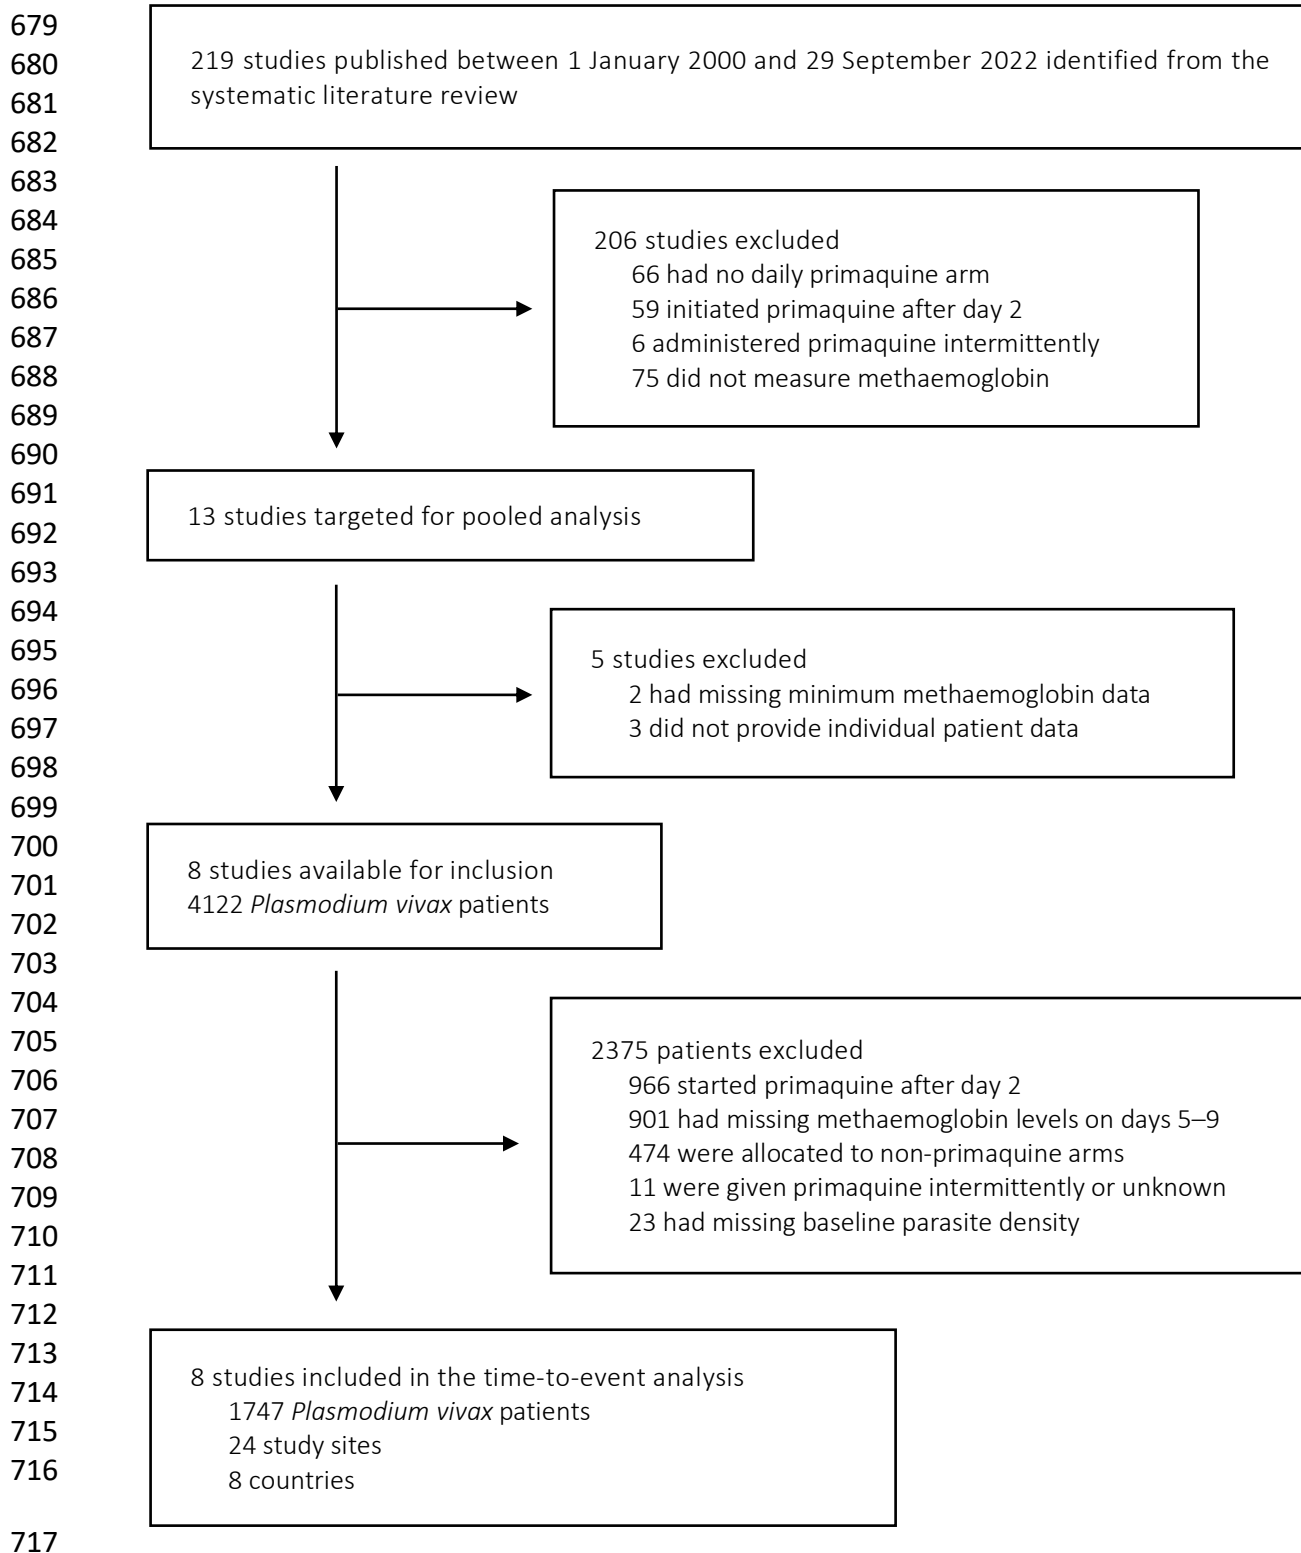 679
680
681
682
683
684
685
686
687
688
689
690
691
692
693
694
695
696
697
698
699
700
701
702
703
704
705
706
707
708
709
710
711
712
713
714
715
716
717
219 studies published between 1 January 2000 and 29 September 2022 identified from the
systematic literature review
206 studies excluded
66 had no daily primaquine arm
59 initiated primaquine after day 2
6 administered primaquine intermittently
75 did not measure methaemoglobin
13 studies targeted for pooled analysis
5 studies excluded
2 had missing minimum methaemoglobin data
3 did not provide individual patient data
8 studies available for inclusion
4122 Plasmodium vivax patients
2375 patients excluded
966 started primaquine after day 2
901 had missing methaemoglobin levels on days 5–9
474 were allocated to non-primaquine arms
11 were given primaquine intermittently or unknown
23 had missing baseline parasite density
8 studies included in the time-to-event analysis
1747 Plasmodium vivax patients
24 study sites
8 countries